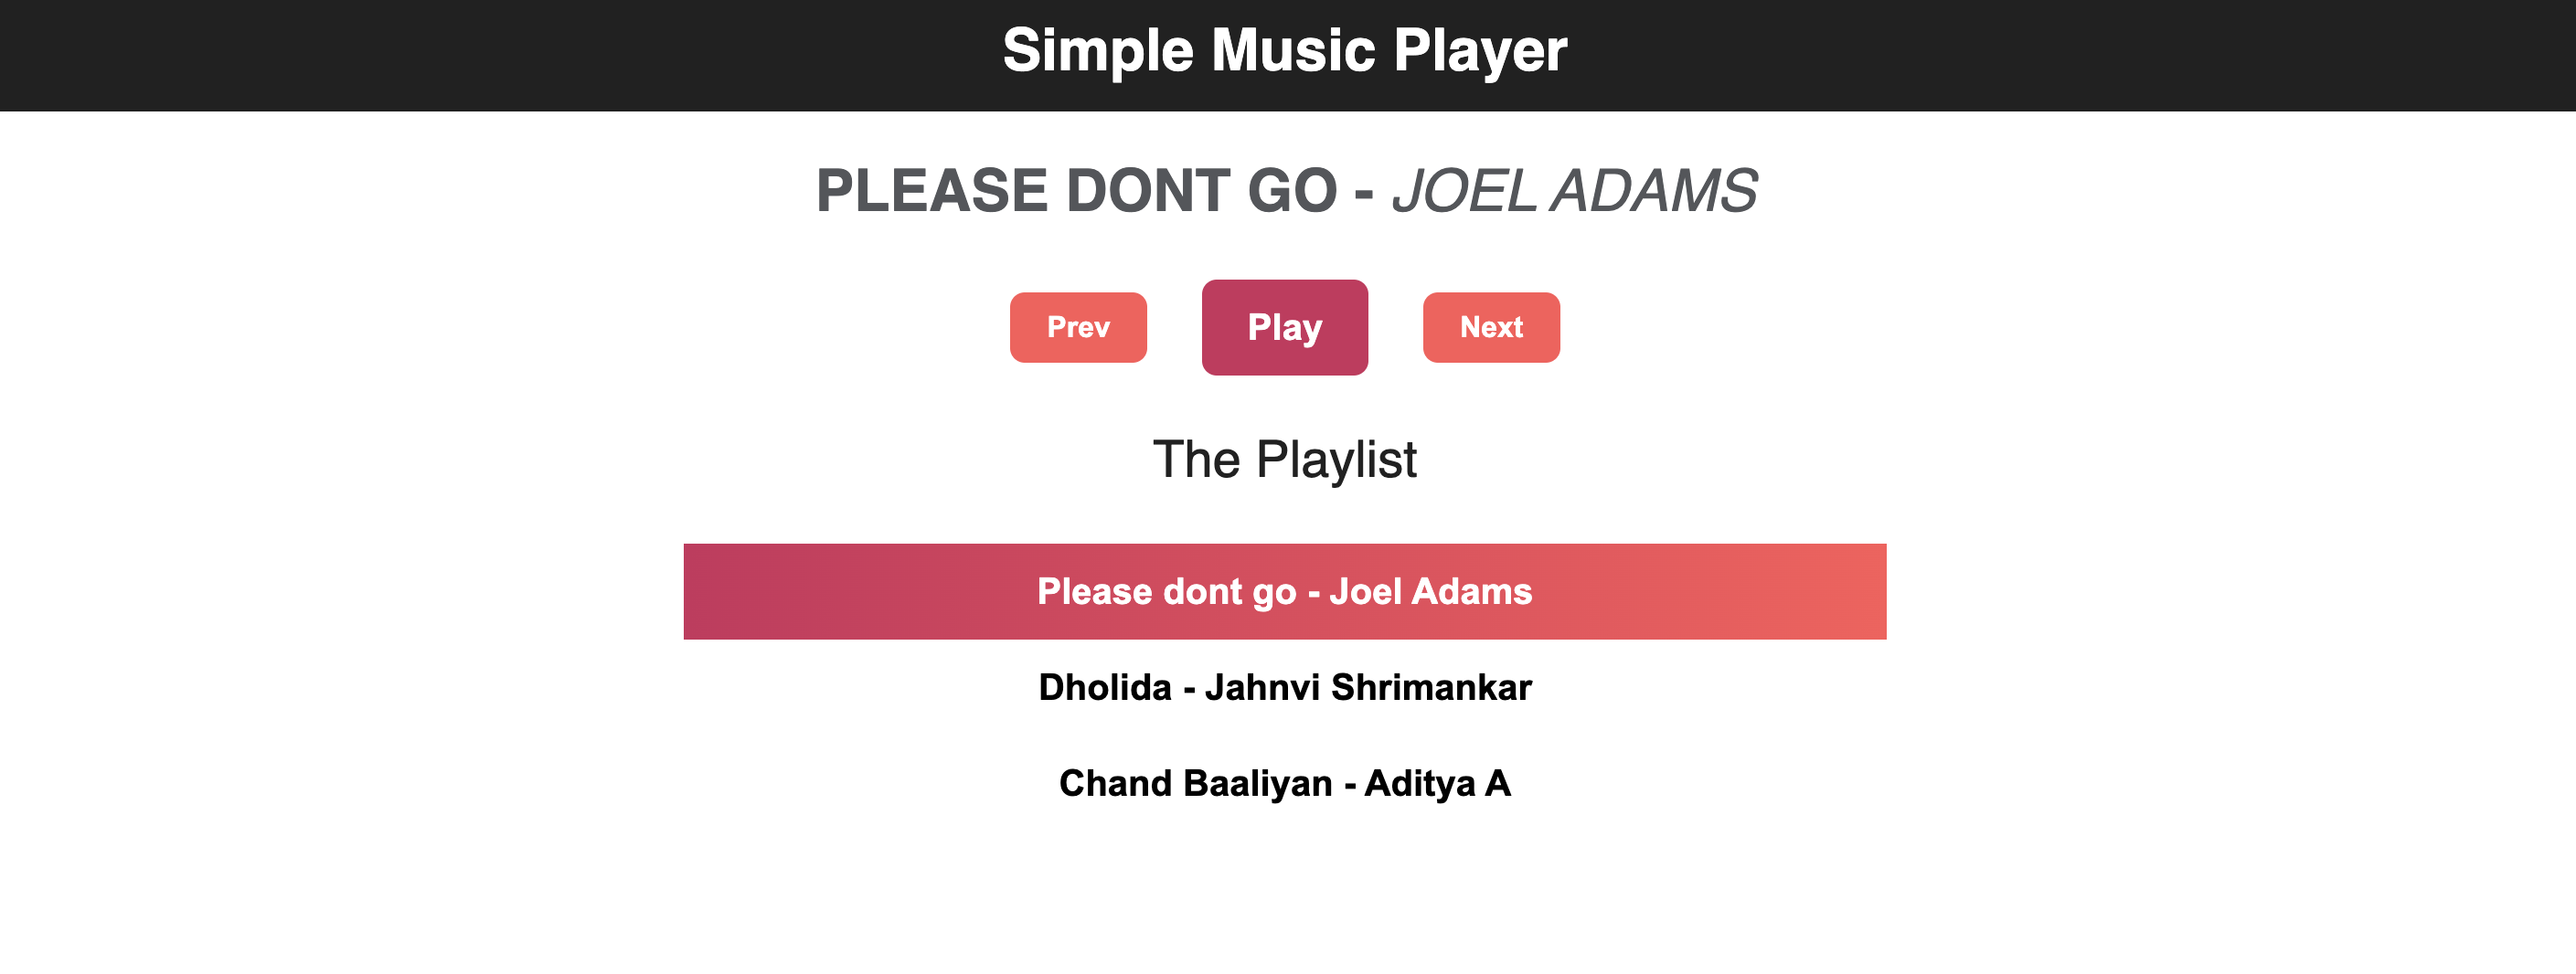 Simple Music Player
PLEASE DONT GO - JOEL ADAMS
Prev Play Next
The Playlist
Please dont go - Joel Adams
Dholida - Jahnvi Shrimankar
Chand Baaliyan - Aditya A